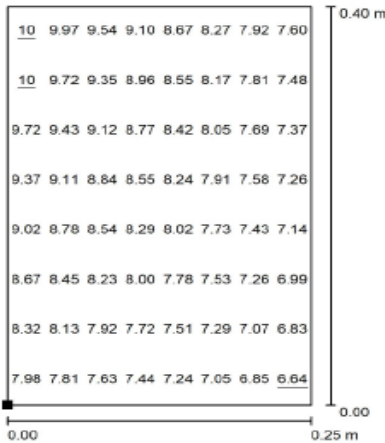 10 9.97 9.54 9.10 8.67 8.27 7.92 7.60
0.40 m
10 9.72 9.35 8.96 8.55 8.17 7.81 7.48
9.72 9.43 9.12 8.77 8.42 8.05 7.69 7.37
9.37 9.11 8.84 8.55 8.24 7.91 7.58 7.26
9.02 8.78 8.54 8.29 8.02 7.73 7.43 7.14
8.67 8.45 8.23 8.00 7.78 7.53 7.26 6.99
8.32 8.13 7.92 7.72 7.51 7.29 7.07 6.83
7.98 7.81 7.63 7.44 7.24 7.05 6.85 6.64
0.00
0.00 0.25 m